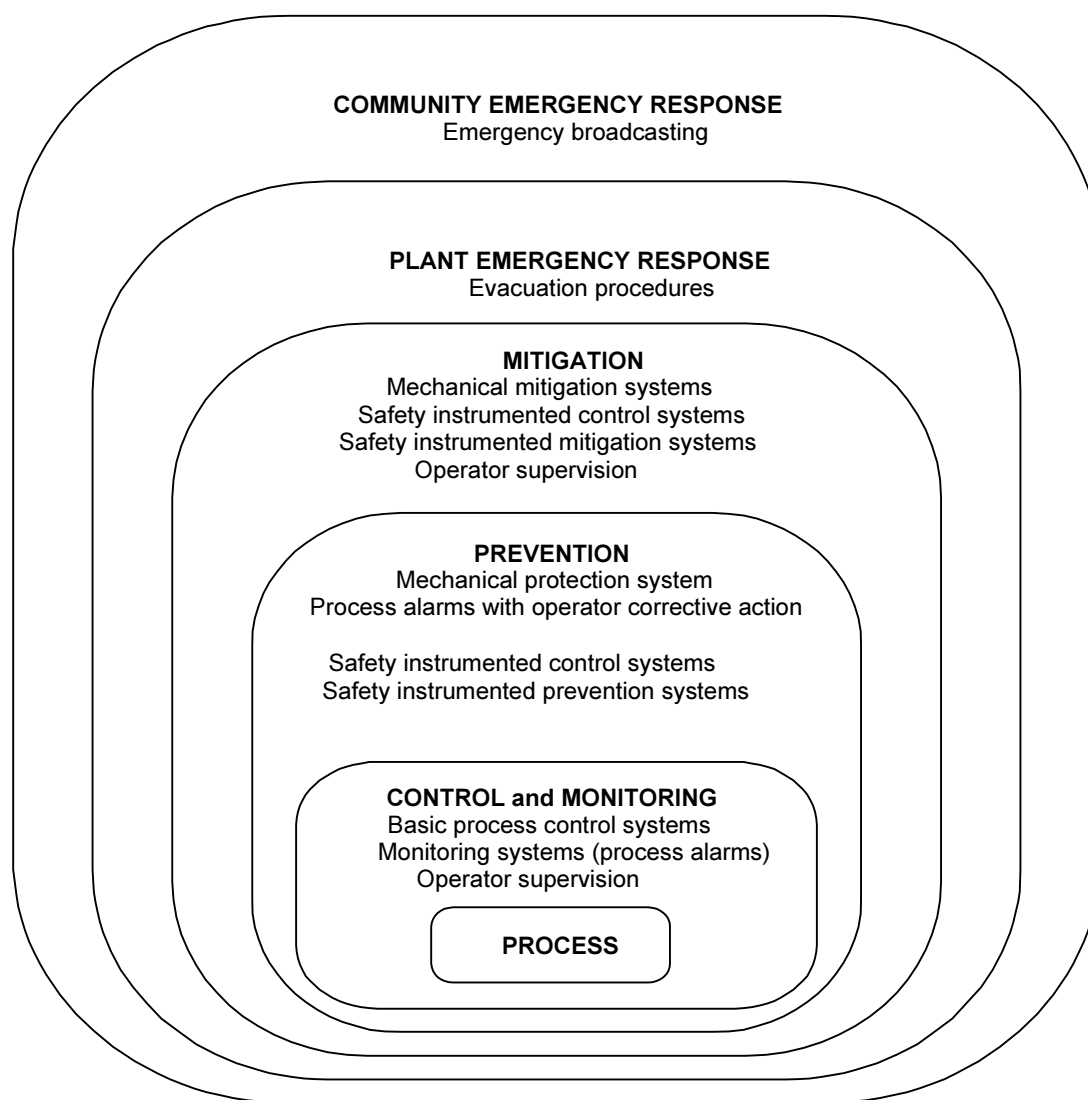 COMMUNITY EMERGENCY RESPONSE
Emergency broadcasting
PLANT EMERGENCY RESPONSE
Evacuation procedures
MITIGATION
Mechanical mitigation systems
Safety instrumented control systems
Safety instrumented mitigation systems
Operator supervision
PREVENTION
Mechanical protection system
Process alarms with operator corrective action
Safety instrumented control systems
Safety instrumented prevention systems
CONTROL and MONITORING
Basic process control systems
Monitoring systems (process alarms)
Operator supervision
PROCESS